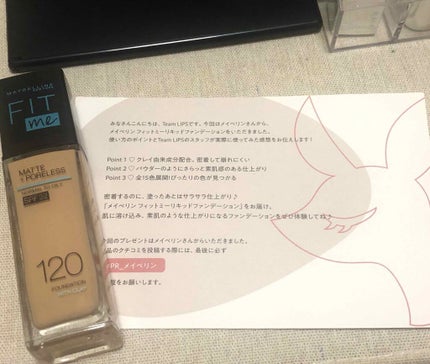 MAYBELLINE
FIT
me
MATTE
+ PORELESS
NORMAL TO OILY
120
FOUNDATION
みなさんこんにちは、Team LIPSです。今回はメイベリンさんから、
メイベリン フィットミーリキッドファンデーションをいただきました。
使い方のポイントとTeam LIPSのスタッフが実際に使ってみた感想をお伝えします!
Point 1 ♡ クレイ由来成分配合。密着して崩れにくい
Point 2 ♡ パウダーのようにさらっと素肌感のある仕上がり
Point 3 ♡ 全15色展開!ぴったりの色が見つかる
密着するのに、塗ったあとはサラサラ仕上がり♪
「メイベリン フィットミーリキッドファンデーション」をお届け。
肌に溶け込み、素肌のような仕上がりになるファンデーションをぜひ体験してね♪
今回のプレゼントはメイベリンさんからいただきました。
品のクチコミを投稿する際には、最後に必ず
PR_メイベリン
をお願いします。